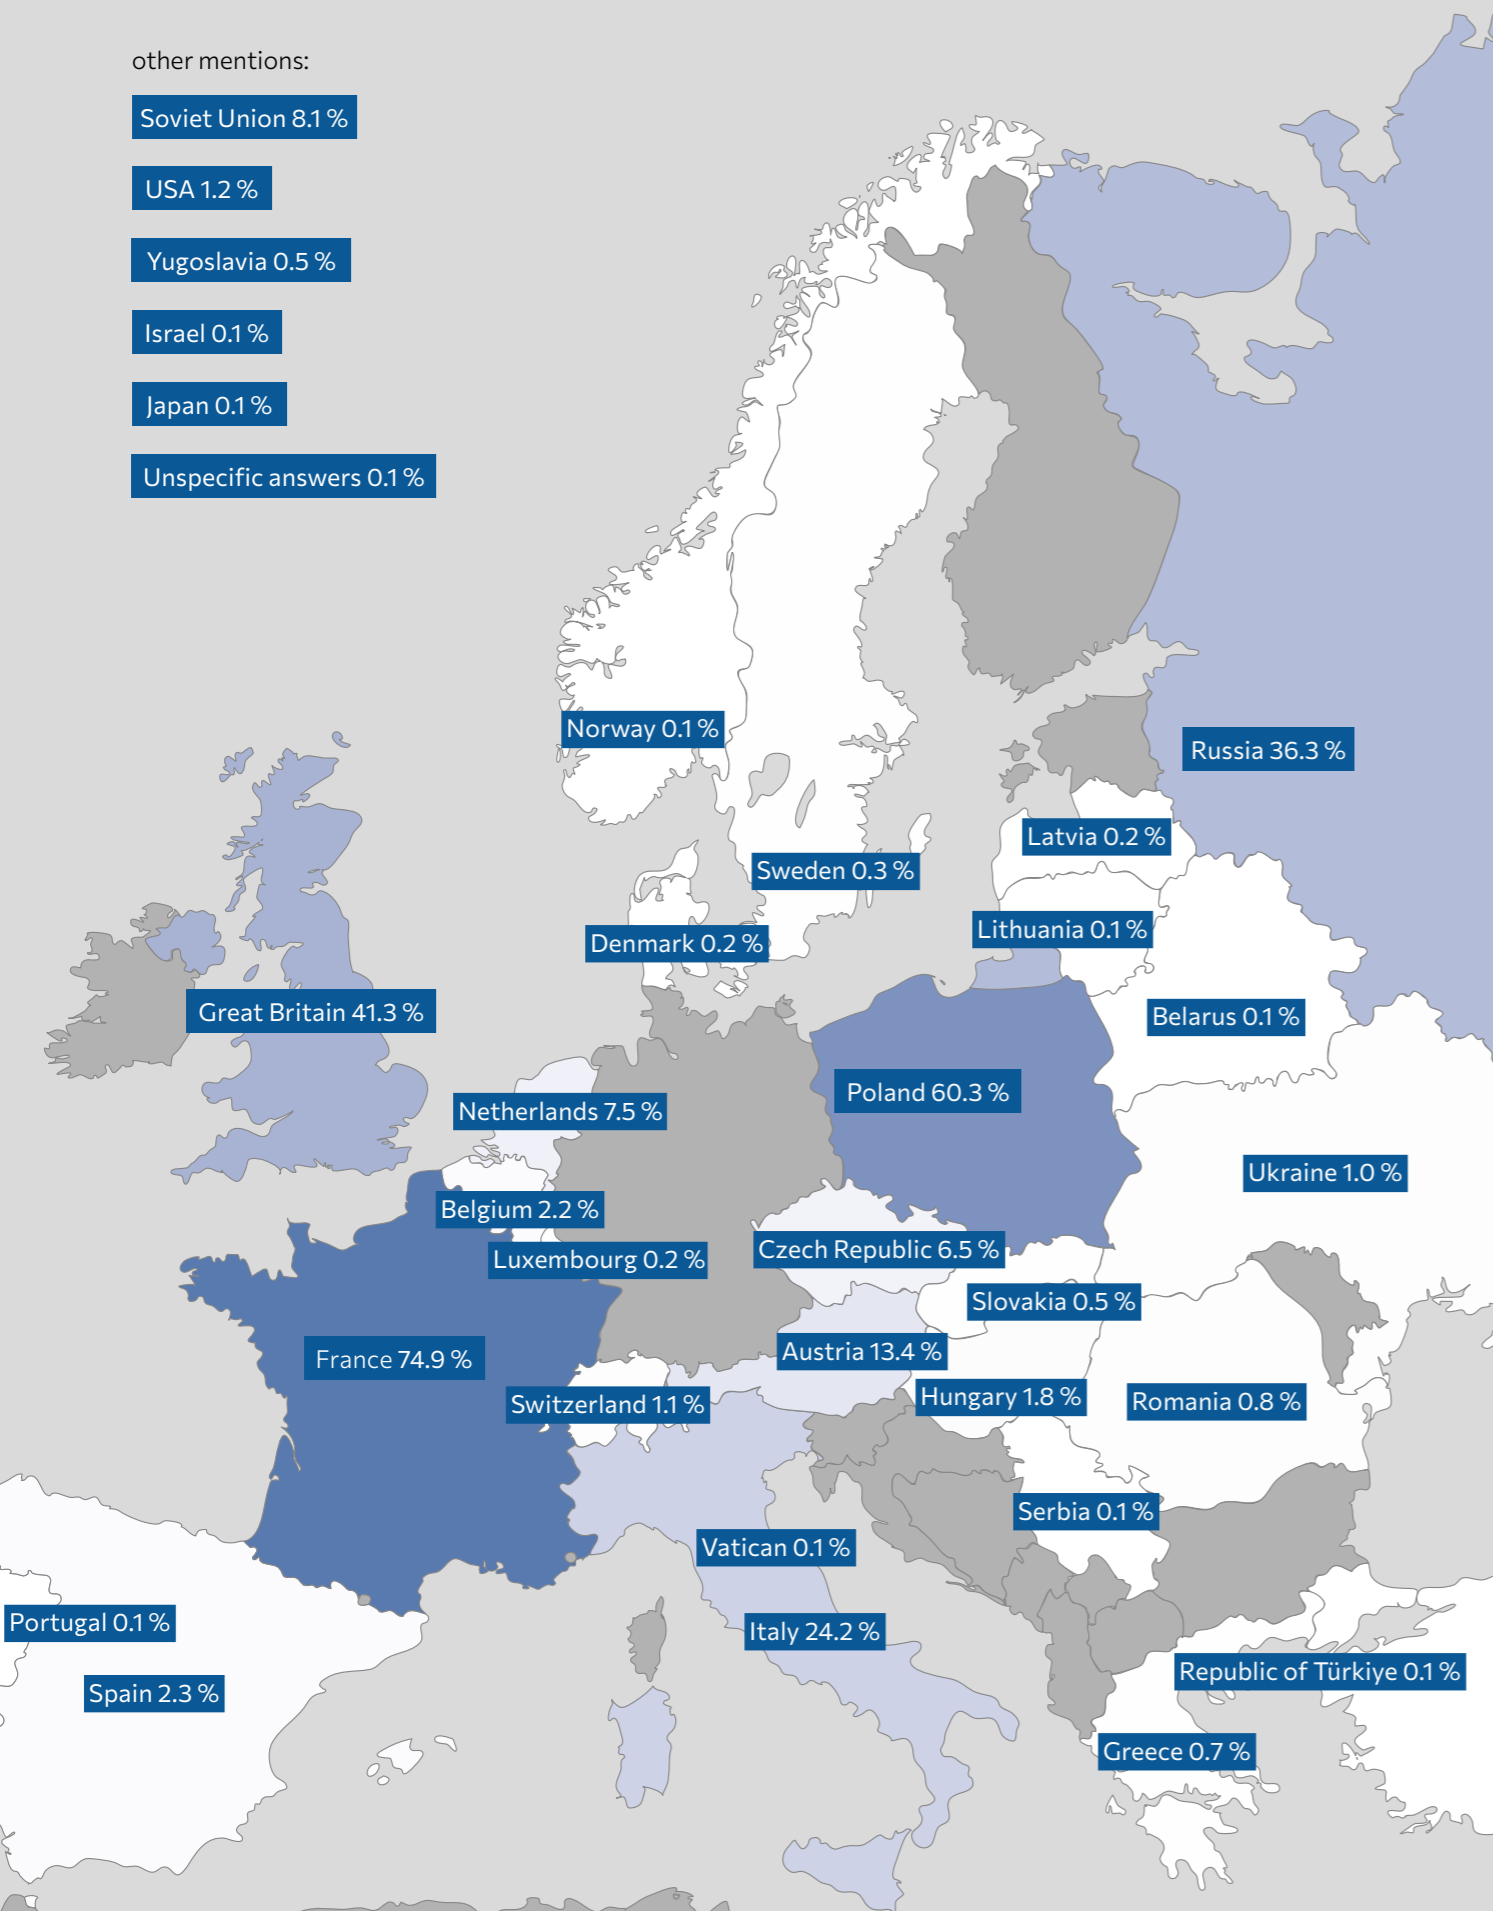 other mentions:
Soviet Union 8.1 %
USA 1.2 %
Yugoslavia 0.5 %
Israel 0.1 %
Japan 0.1 %
Unspecific answers 0.1 %
Norway 0.1 %
Russia 36.3 %
Latvia 0.2 %
Sweden 0.3 %
Lithuania 0.1 %
Denmark 0.2 %
Great Britain 41.3 %
Belarus 0.1 %
Poland 60.3 %
Netherlands 7.5 %
Ukraine 1.0 %
Belgium 2.2 %
Czech Republic 6.5 %
Luxembourg 0.2 %
Slovakia 0.5 %
Austria 13.4 %
France 74.9 %
Hungary 1.8 %
Romania 0.8 %
Switzerland 1.1 %
Serbia 0.1 %
Vatican 0.1 %
Portugal 0.1 %
Italy 24.2 %
Republic of Türkiye 0.1 %
Spain 2.3 %
Greece 0.7 %